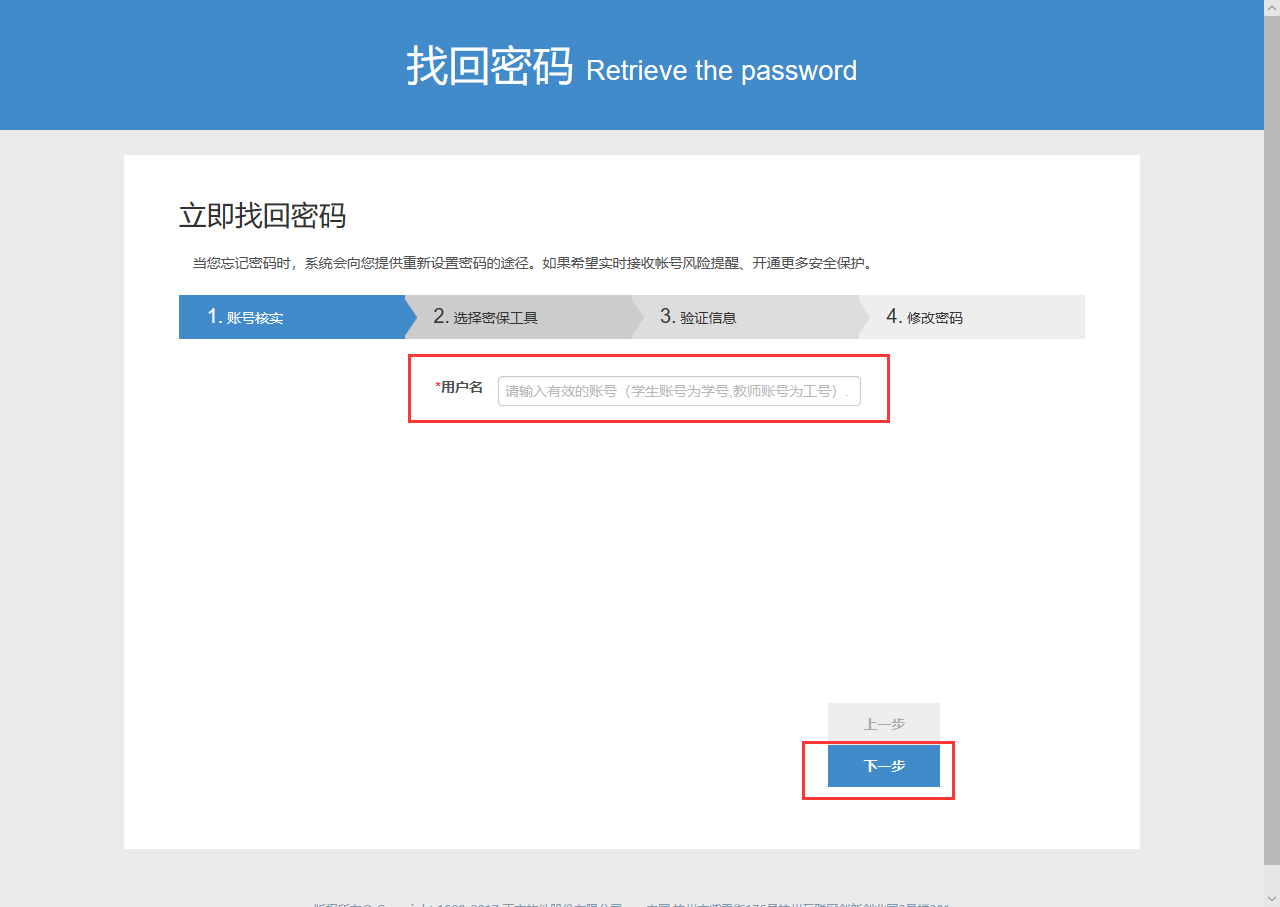 找回密码 Retrieve the password
立即找回密码
当您忘记密码时，系统会向您提供重新设置密码的途径。如果希望实时接收帐号风险提醒、开通更多安全保护。
1. 账号核实 2. 选择密保工具 3. 验证信息 4. 修改密码
*用户名 请输入有效的账号（学生账号为学号,教师账号为工号）.
上一步
下一步